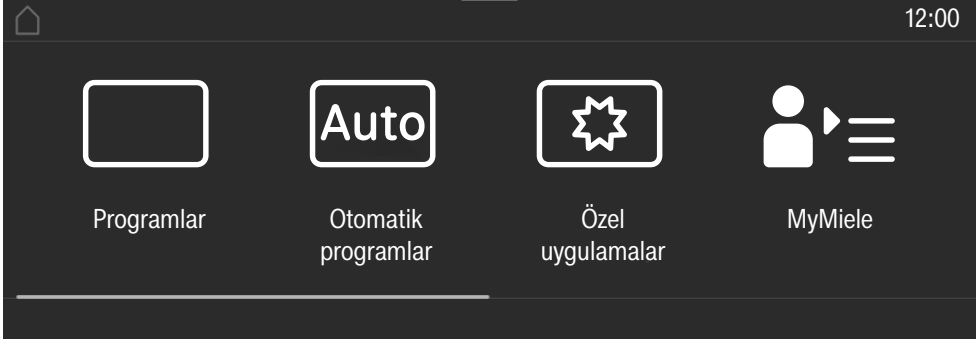 12:00
Auto
Programlar
Otomatik
programlar
Özel
uygulamalar
MyMiele